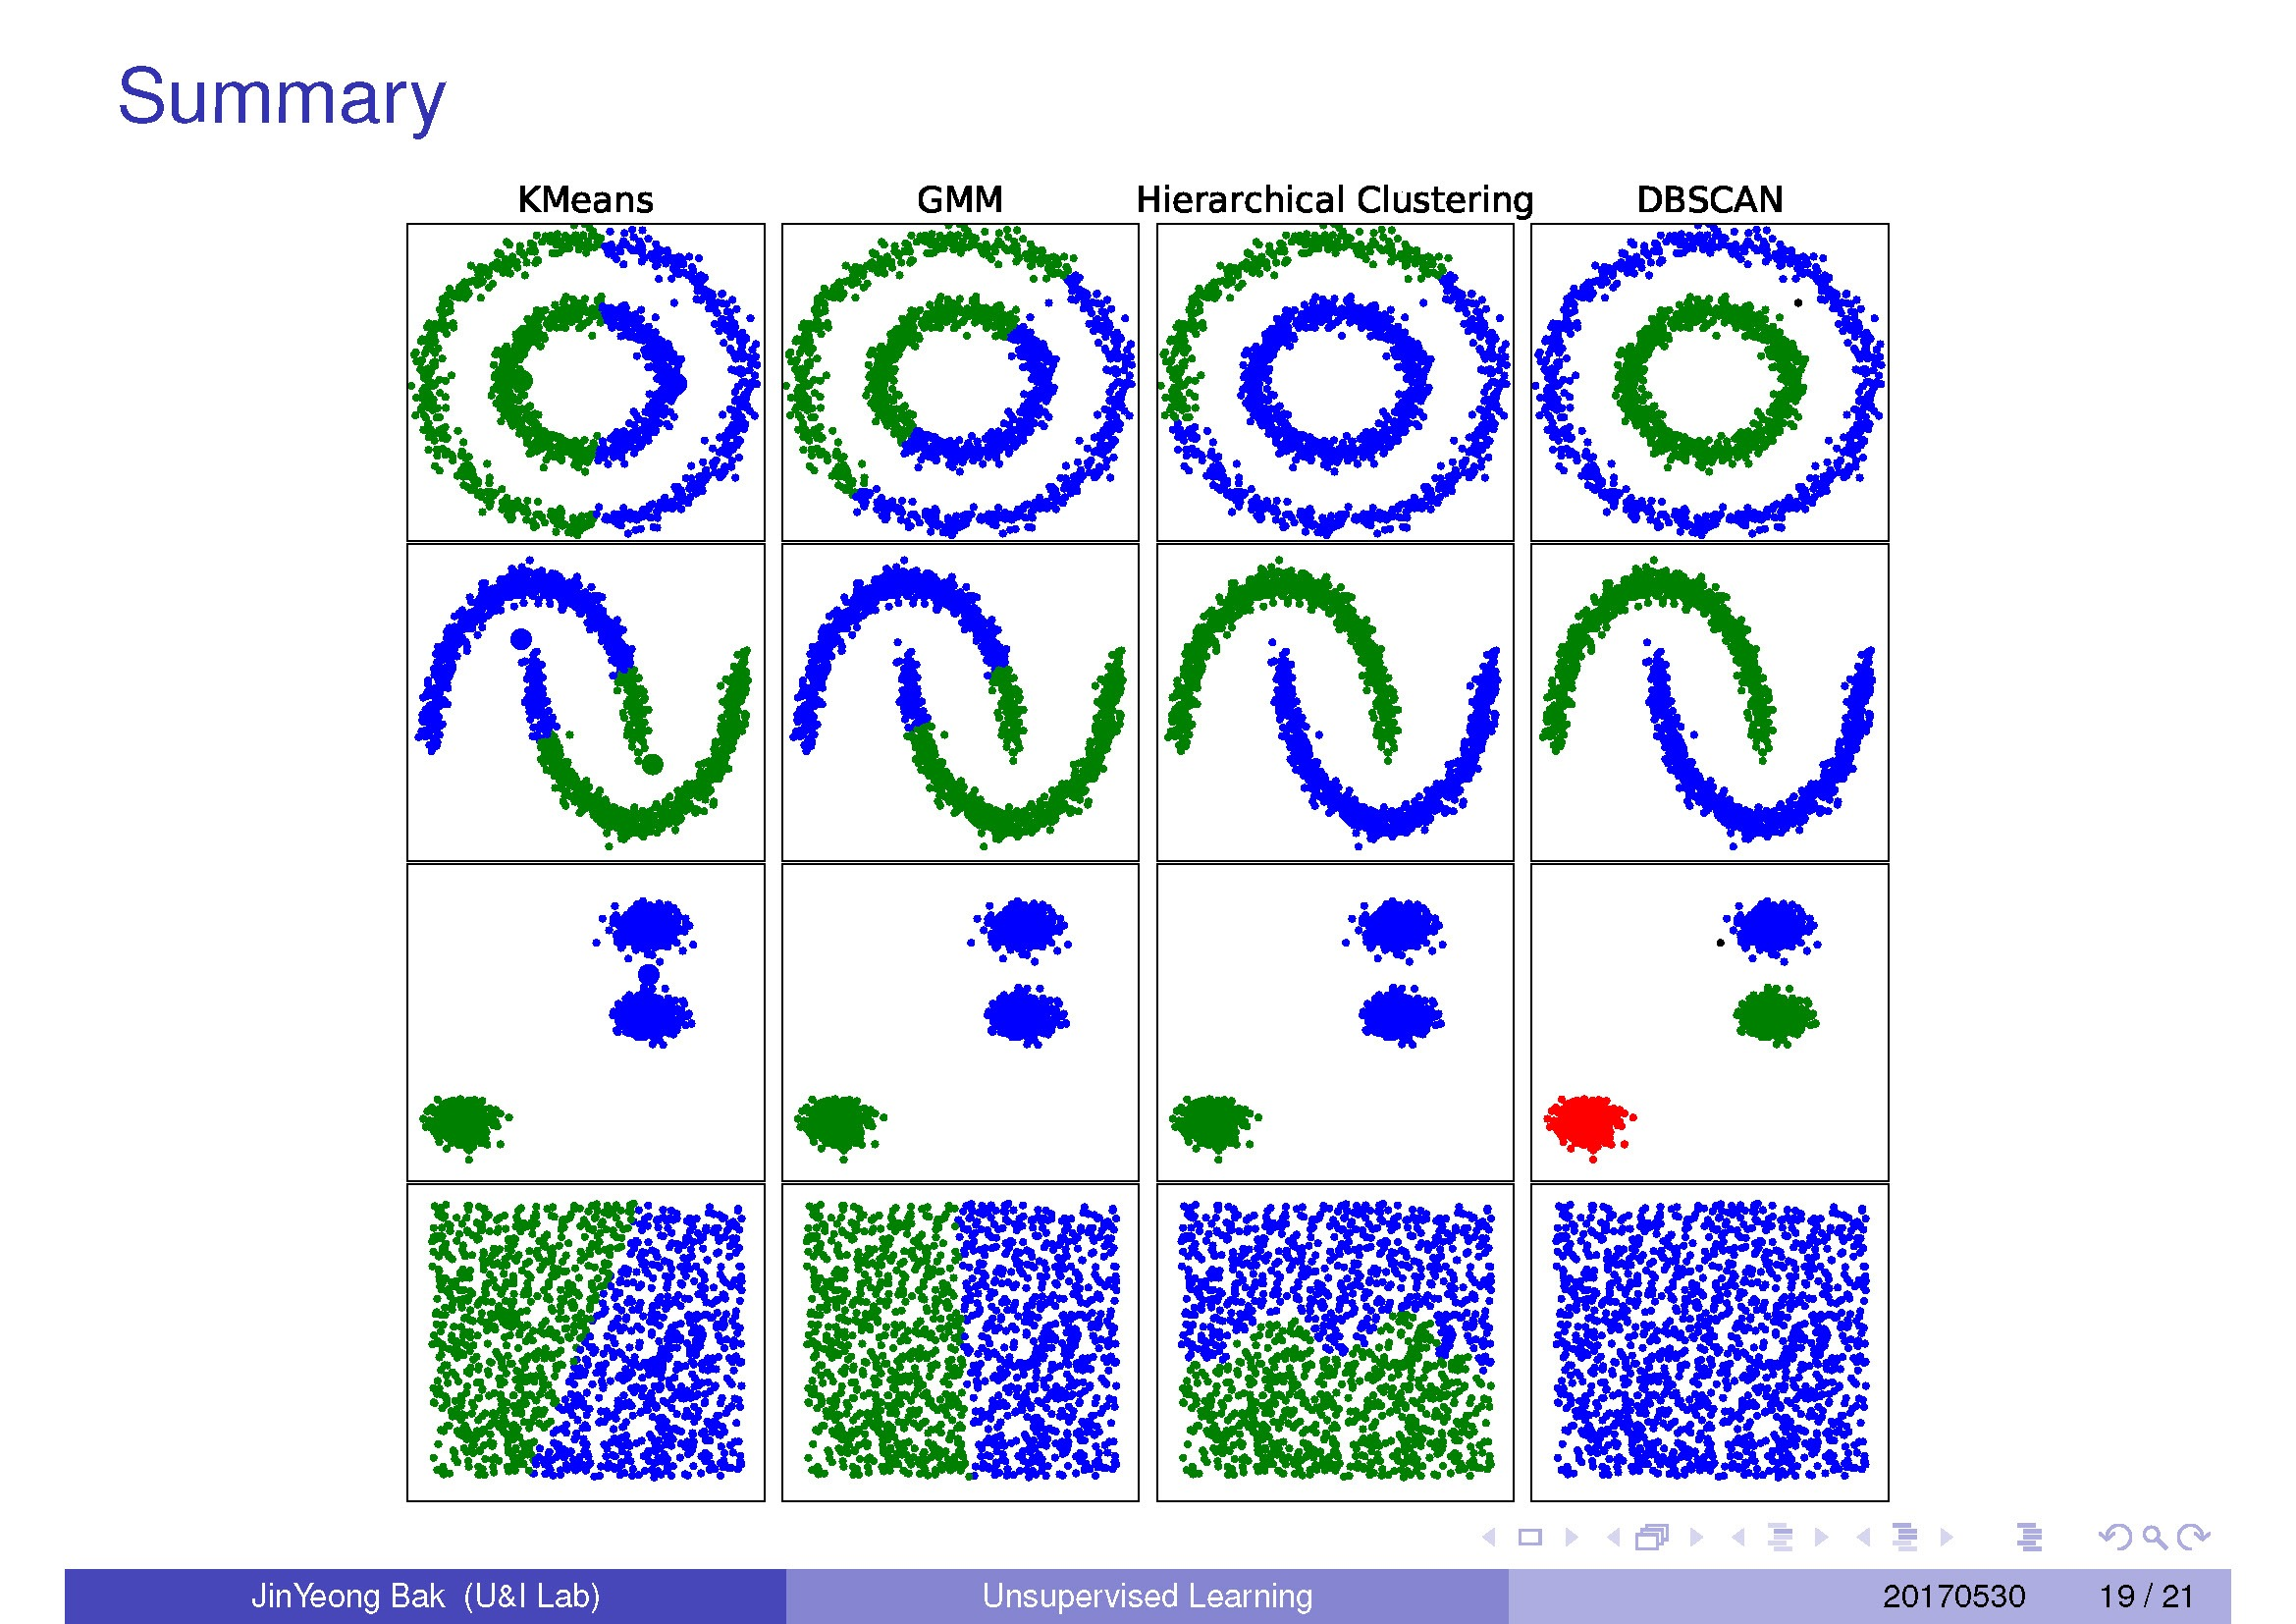 Summary
KMeans
GMM
Hierarchical Clustering
DBSCAN
JinYeong Bak (U&I Lab)
Unsupervised Learning
20170530
19 / 21